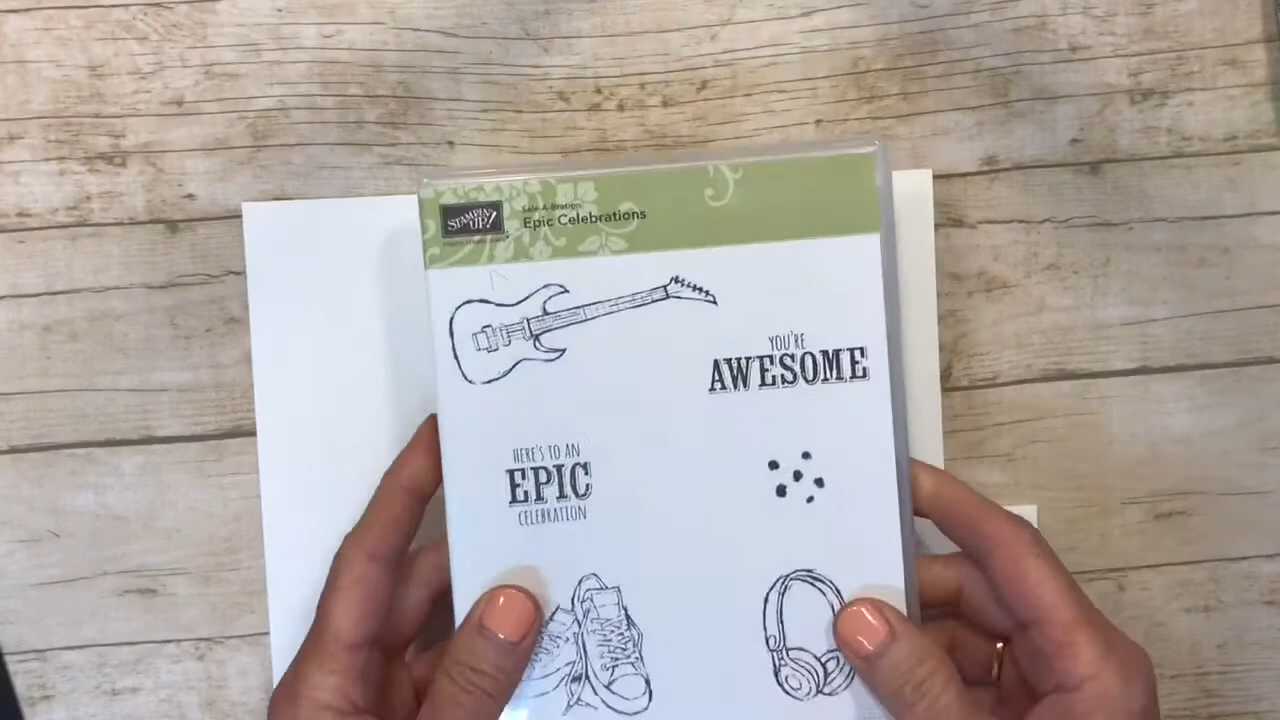 STAMPIN' UP!
Sale-A-Bration
Epic Celebrations
YOU'RE
AWESOME
HERE'S TO AN
EPIC
CELEBRATION